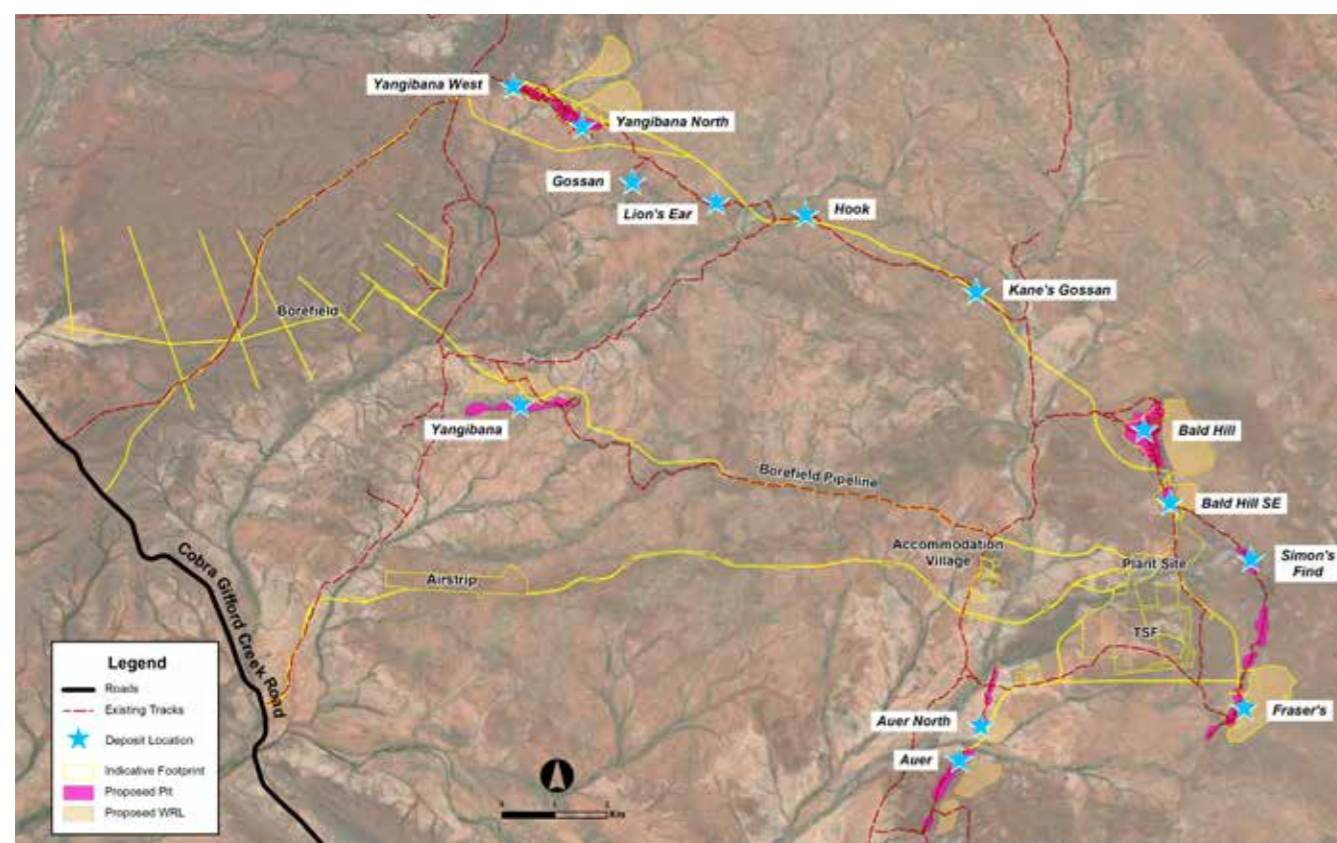 Yangibana West
Yangibana North
Gossan
Lion's Ear
Hook
Kane's Gossan
Borefield
Yangibana
Bald Hill
Borefield Pipeline
Bald Hill SE
Accommodation
Village
Simon's
Find
Plant Site
Airstrip
TSF
Cobra Gifford Creek Road
Auer North
Fraser's
Auer
Legend
Roads
Existing Tracks
Deposit Location
Indicative Footprint
Proposed Pit
Proposed WRL
Km